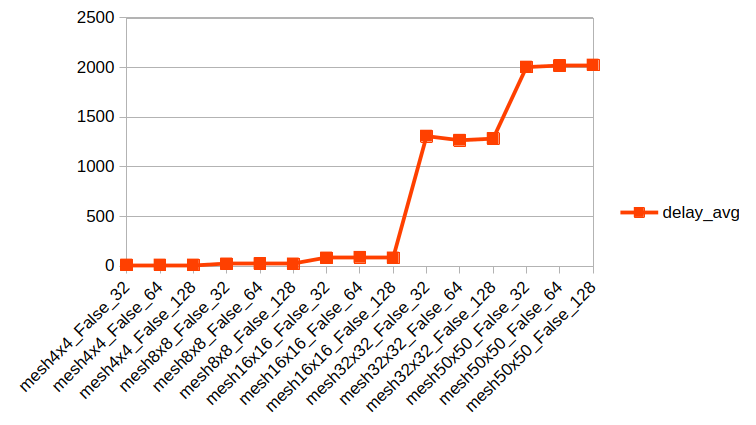 2500
2000
1500
1000
500
0
delay_avg
mesh4x4_False_32
mesh4x4_False_64
mesh4x4_False_128
mesh8x8_False_32
mesh8x8_False_64
mesh8x8_False_128
mesh16x16_False_32
mesh16x16_False_64
mesh16x16_False_128
mesh32x32_False_32
mesh32x32_False_64
mesh32x32_False_128
mesh50x50_False_32
mesh50x50_False_64
mesh50x50_False_128